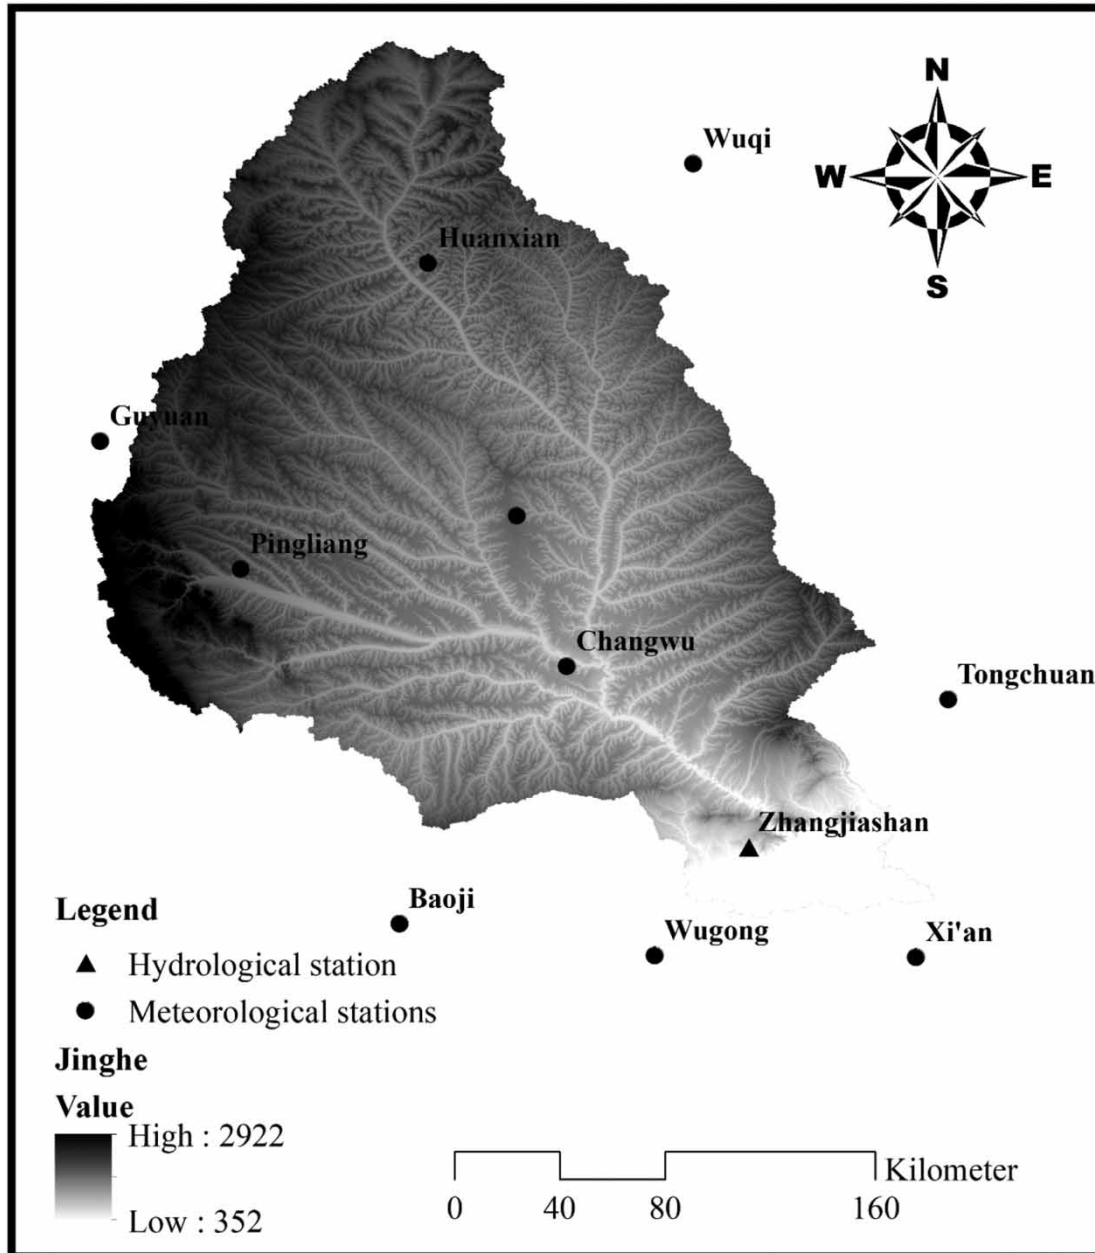 N
Wuqi
W
E
Huanxian
S
Guyuan
Pingliang
Changwu
Tongchuan
Zhangjiashan
Baoji
Legend
Wugong
Xi'an
Hydrological station
Meteorological stations
Jinghe
Value
High : 2922
Kilometer
Low : 352
0
40
80
160